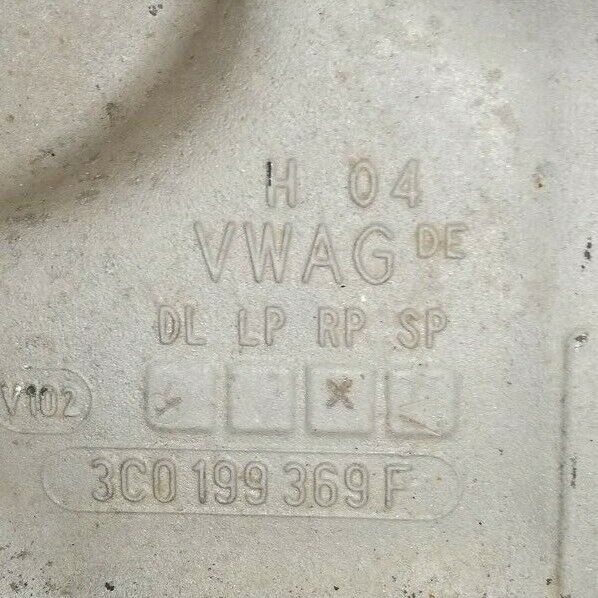 H 04
VWAG DE
DL LP RP SP
X
V102
3C0 199 369 F